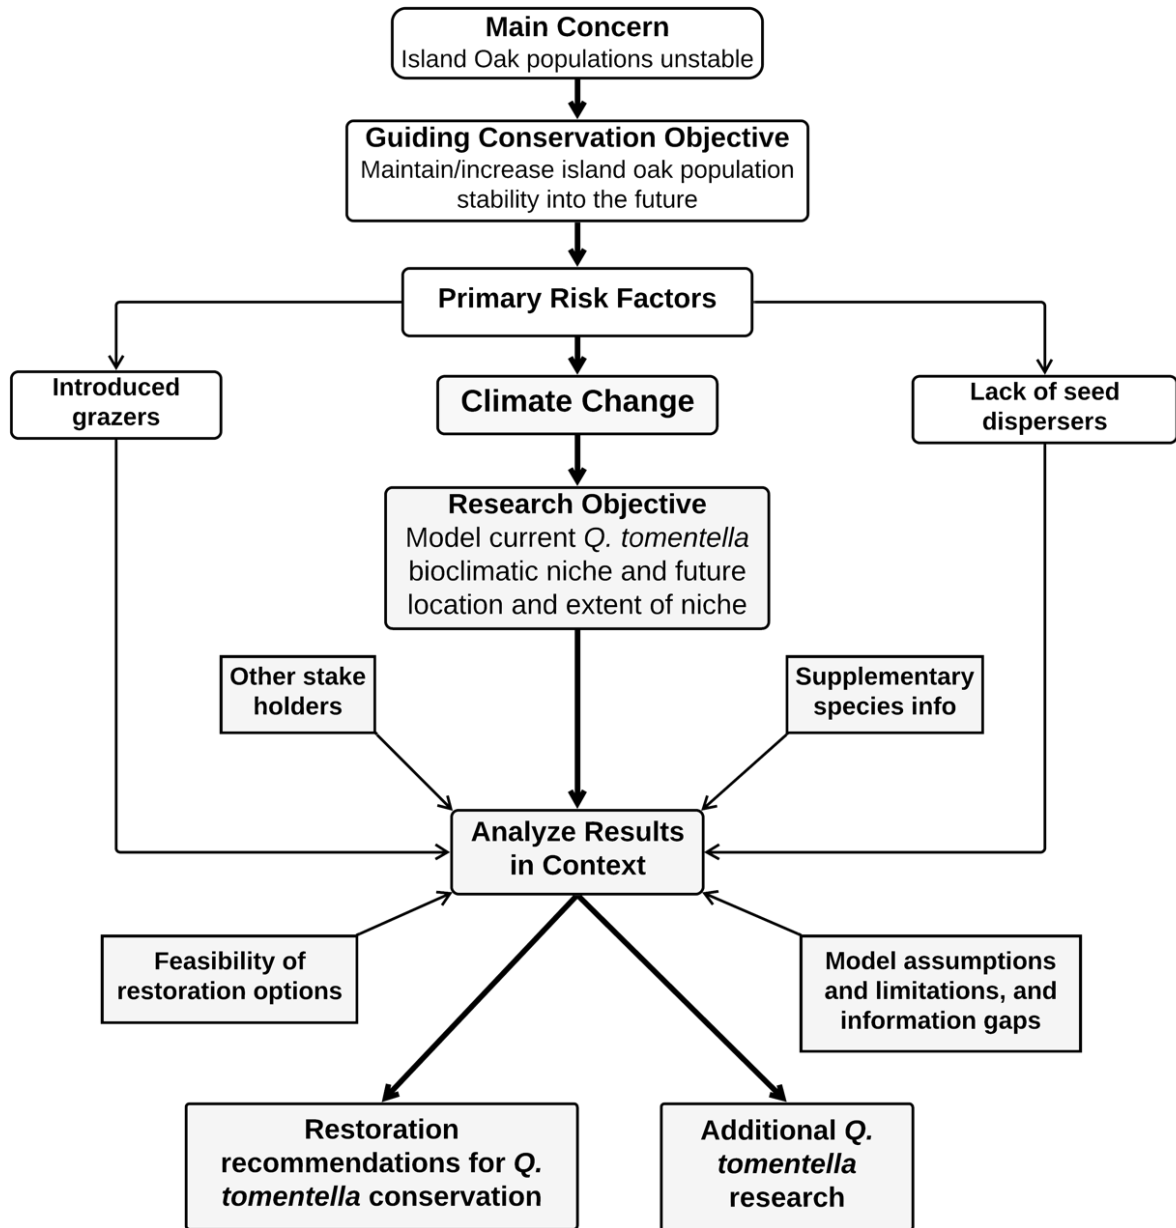 Main Concern
Island Oak populations unstable
Guiding Conservation Objective
Maintain/increase island oak population
stability into the future
Primary Risk Factors
Introduced
grazers
Climate Change
Lack of seed
dispersers
Research Objective
Model current Q. tomentella
bioclimatic niche and future
location and extent of niche
Other stake
holders
Supplementary
species info
Analyze Results
in Context
Feasibility of
restoration options
Model assumptions
and limitations, and
information gaps
Restoration
recommendations for Q.
tomentella conservation
Additional Q.
tomentella
research